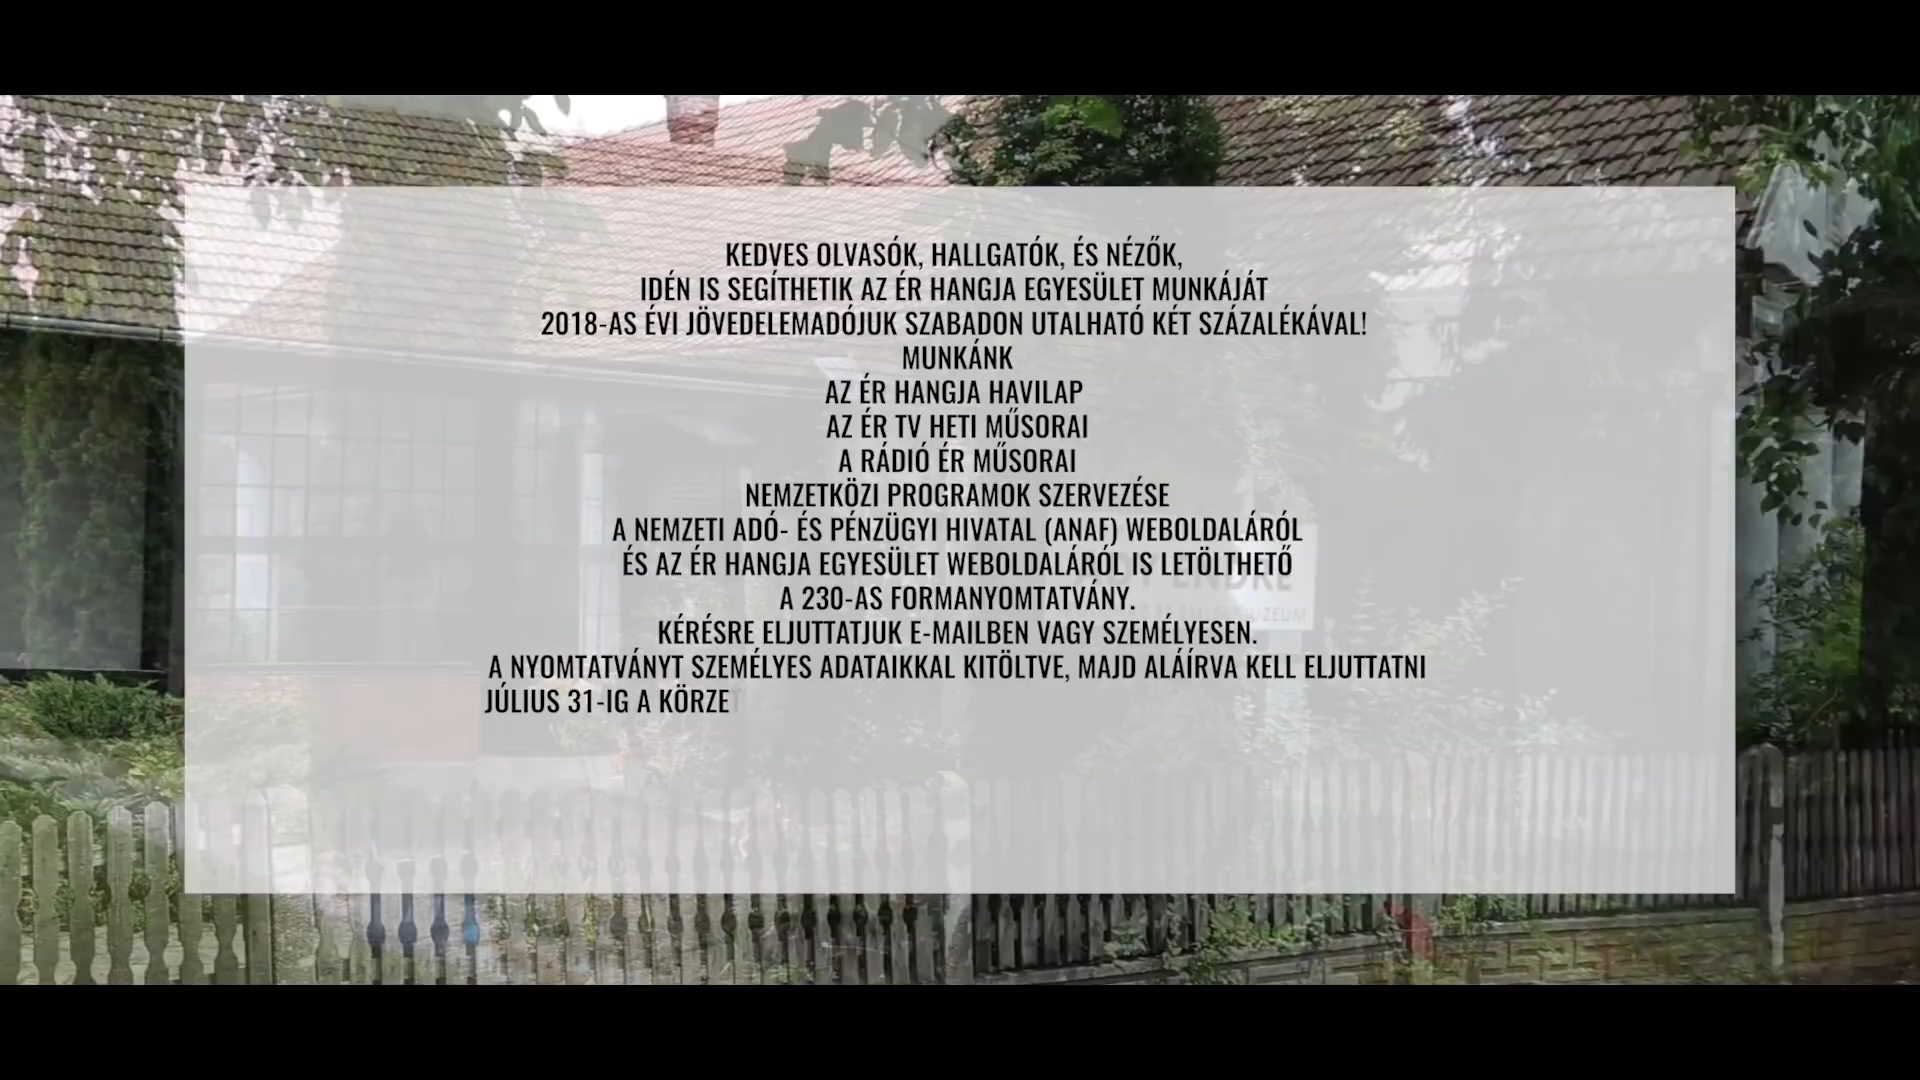 KEDVES OLVASÓK, HALLGATÓK, ÉS NÉZŐK,
IDÉN IS SEGÍTHETIK AZ ÉR HANGJA EGYESÜLET MUNKÁJÁT
2018-AS ÉVI JÖVEDELEMADÓJUK SZABADON UTALHATÓ KÉT SZÁZALÉKÁVAL!
MUNKÁNK
AZ ÉR HANGJA HAVILAP
AZ ÉR TV HETI MŰSORAI
A RÁDIÓ ÉR MŰSORAI
NEMZETKÖZI PROGRAMOK SZERVEZÉSE
A NEMZETI ADÓ- ÉS PÉNZÜGYI HIVATAL (ANAF) WEBOLDALÁRÓL
ÉS AZ ÉR HANGJA EGYESÜLET WEBOLDALÁRÓL IS LETÖLTHETŐ
A 230-AS FORMANYOMTATVÁNY.
KÉRÉSRE ELJUTTATJUK E-MAILBEN VAGY SZEMÉLYESEN.
A NYOMTATVÁNYT SZEMÉLYES ADATAIKKAL KITÖLTVE, MAJD ALÁÍRVA KELL ELJUTTATNI
JÚLIUS 31-IG A KÖRZET
ENDRE